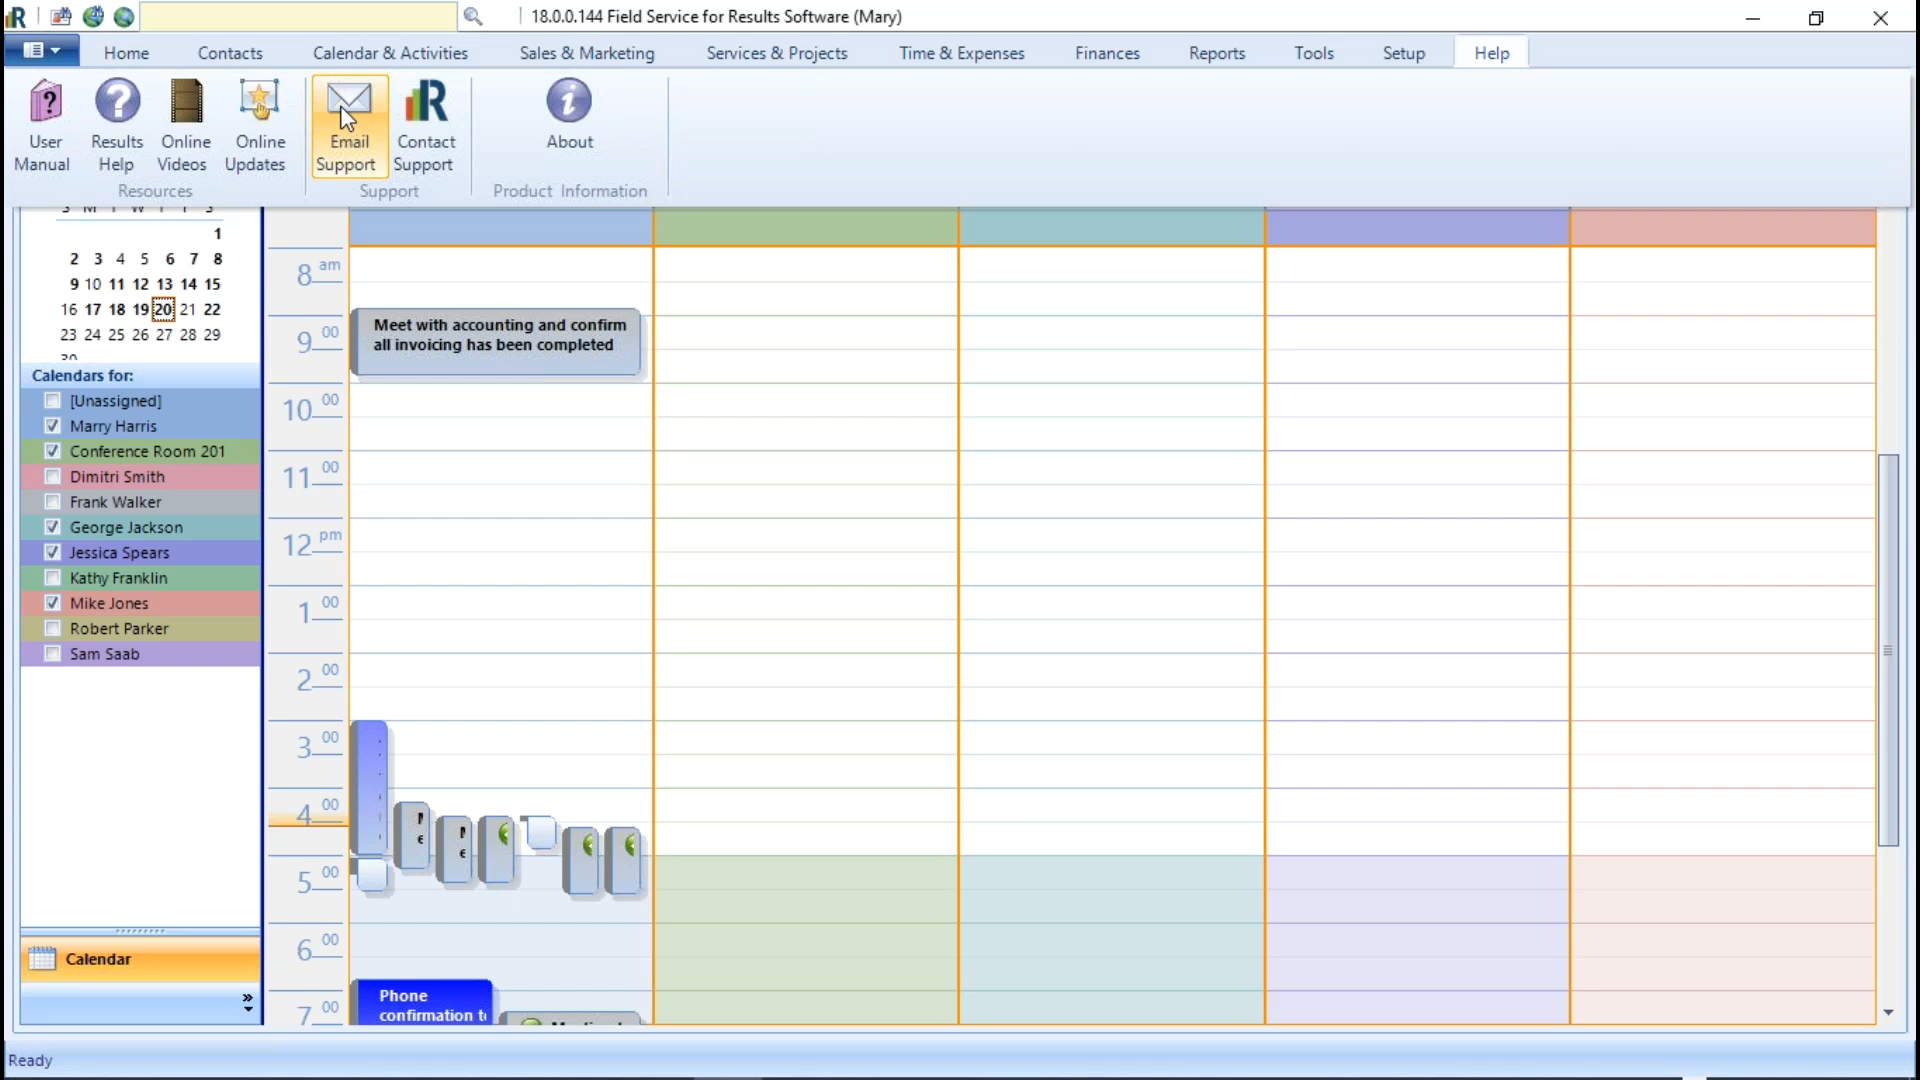 18.0.0.144 Field Service for Results Software (Mary)
Home Contacts Calendar & Activities Sales & Marketing Services & Projects Time & Expenses Finances Reports Tools Setup Help
User Manual
Results Help
Online Videos
Online Updates
Email Support
Contact Support
About
Resources
Support
Product Information
1
2 3 4 5 6 7 8
9 10 11 12 13 14 15
16 17 18 19 20 21 22
23 24 25 26 27 28 29
30
Calendars for:
[Unassigned]
Marry Harris
Conference Room 201
Dimitri Smith
Frank Walker
George Jackson
Jessica Spears
Kathy Franklin
Mike Jones
Robert Parker
Sam Saab
Calendar
8 am
9 00
10 00
11 00
12 pm
1 00
2 00
3 00
4 00
5 00
6 00
7 00
Meet with accounting and confirm
all invoicing has been completed
Phone
confirmation
Ready